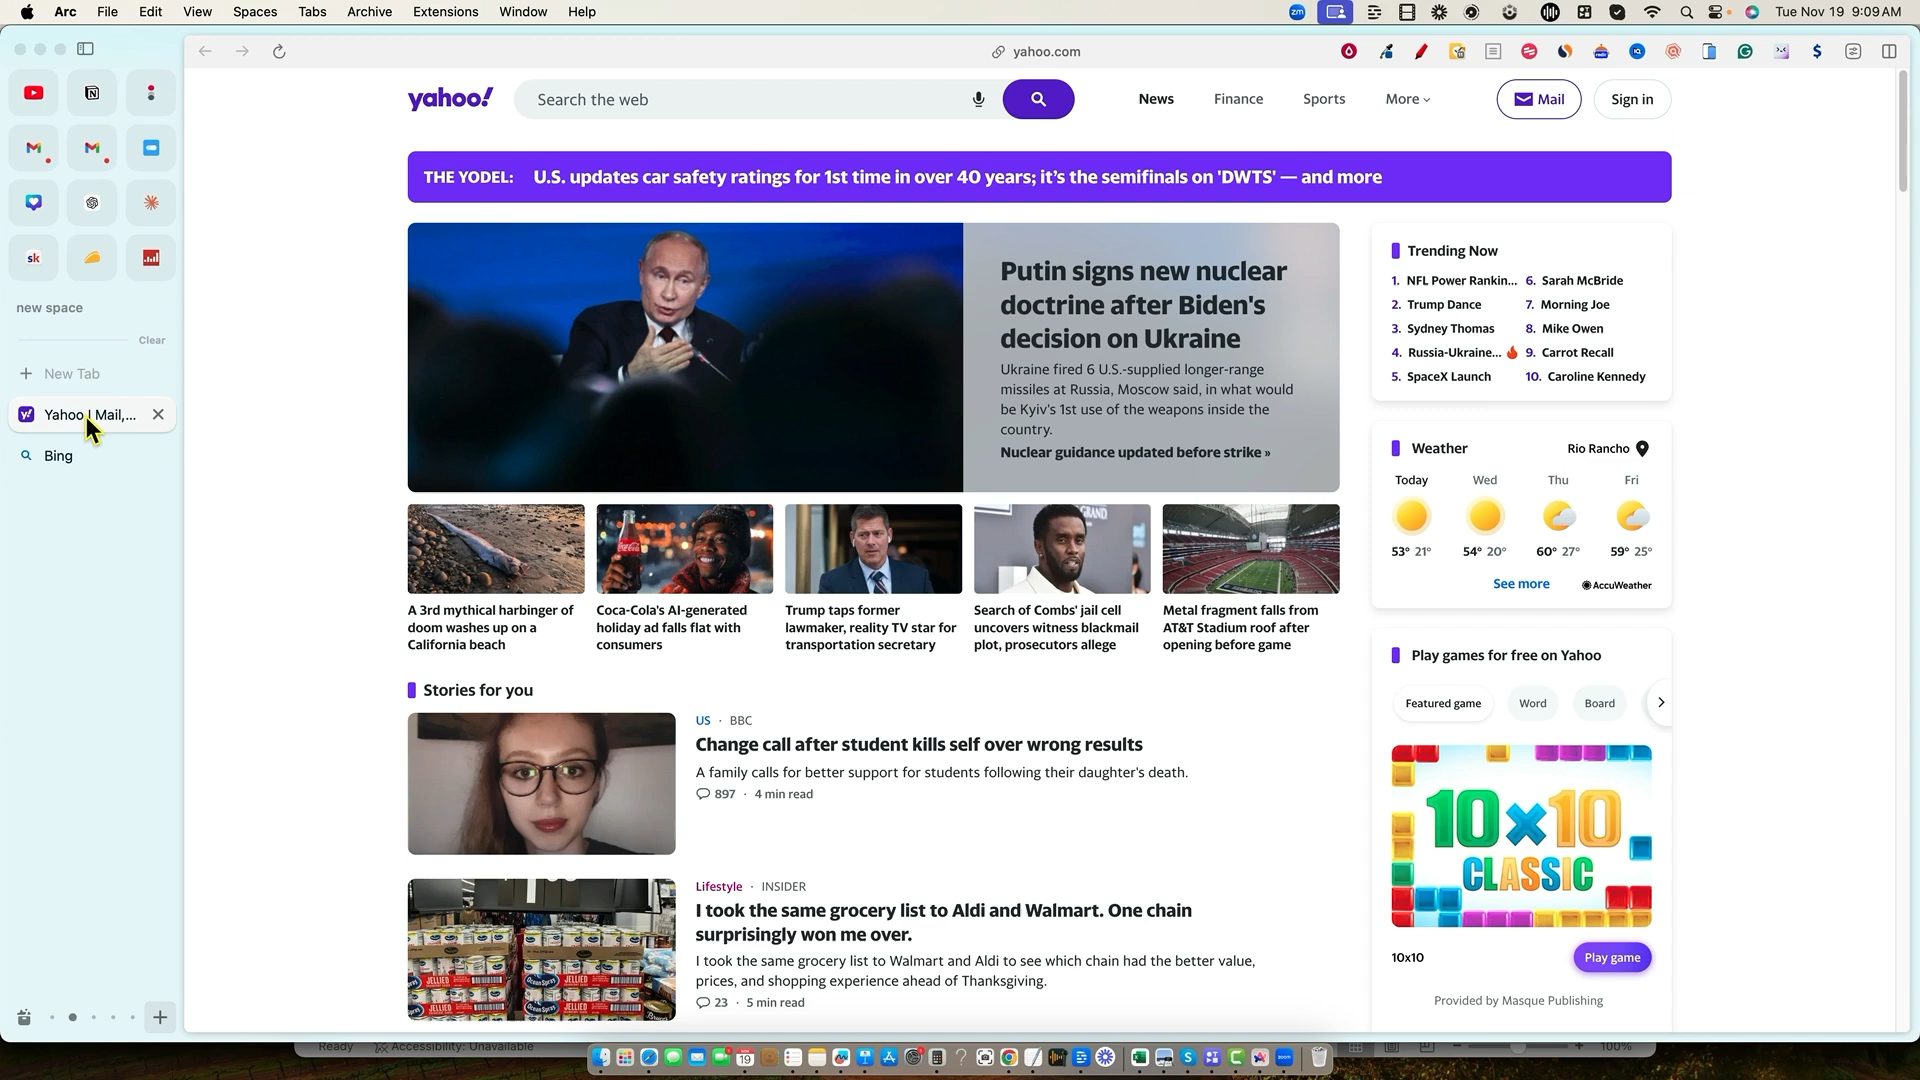 Arc File Edit View Spaces Tabs Archive Extensions Window Help
Tue Nov 19 9:09 AM
yahoo.com
yahoo!
Search the web
News Finance Sports More
Mail
Sign in
new space
Clear
New Tab
Yahoo | Mail,...
Bing
THE YODEL: U.S. updates car safety ratings for 1st time in over 40 years; it's the semifinals on 'DWTS' — and more
Putin signs new nuclear
doctrine after Biden's
decision on Ukraine
Ukraine fired 6 U.S.-supplied longer-range
missiles at Russia, Moscow said, in what would
be Kyiv's 1st use of the weapons inside the
country.
Nuclear guidance updated before strike »
A 3rd mythical harbinger of
doom washes up on a
California beach
Coca-Cola's AI-generated
holiday ad falls flat with
consumers
Trump taps former
lawmaker, reality TV star for
transportation secretary
Search of Combs' jail cell
uncovers witness blackmail
plot, prosecutors allege
Metal fragment falls from
AT&T Stadium roof after
opening before game
Stories for you
US · BBC
Change call after student kills self over wrong results
A family calls for better support for students following their daughter's death.
897 · 4 min read
Lifestyle · INSIDER
I took the same grocery list to Aldi and Walmart. One chain
surprisingly won me over.
I took the same grocery list to Walmart and Aldi to see which chain had the better value,
prices, and shopping experience ahead of Thanksgiving.
23 · 5 min read
Trending Now
1. NFL Power Rankin... 6. Sarah McBride
2. Trump Dance 7. Morning Joe
3. Sydney Thomas 8. Mike Owen
4. Russia-Ukraine... 9. Carrot Recall
5. SpaceX Launch 10. Caroline Kennedy
Weather Rio Rancho
Today Wed Thu Fri
53° 21° 54° 20° 60° 27° 59° 25°
See more AccuWeather
Play games for free on Yahoo
Featured game Word Board
10×10
CLASSIC
10x10 Play game
Provided by Masque Publishing
Ready Accessibility: Unavailable
100%